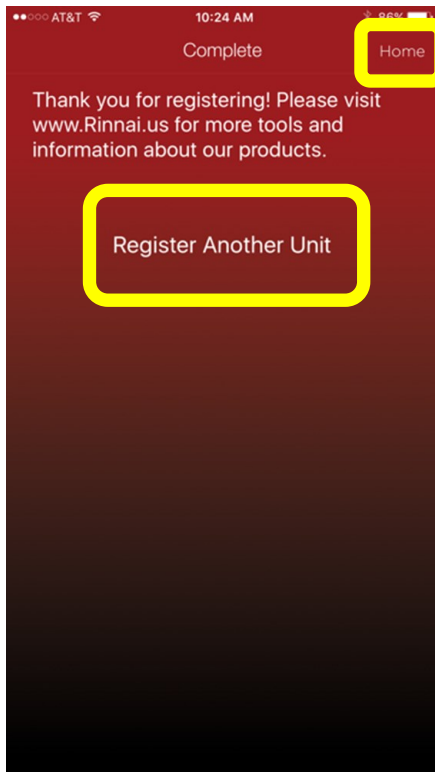 AT&T 10:24 AM 86%
Complete Home
Thank you for registering! Please visit
www.Rinnai.us for more tools and
information about our products.
Register Another Unit